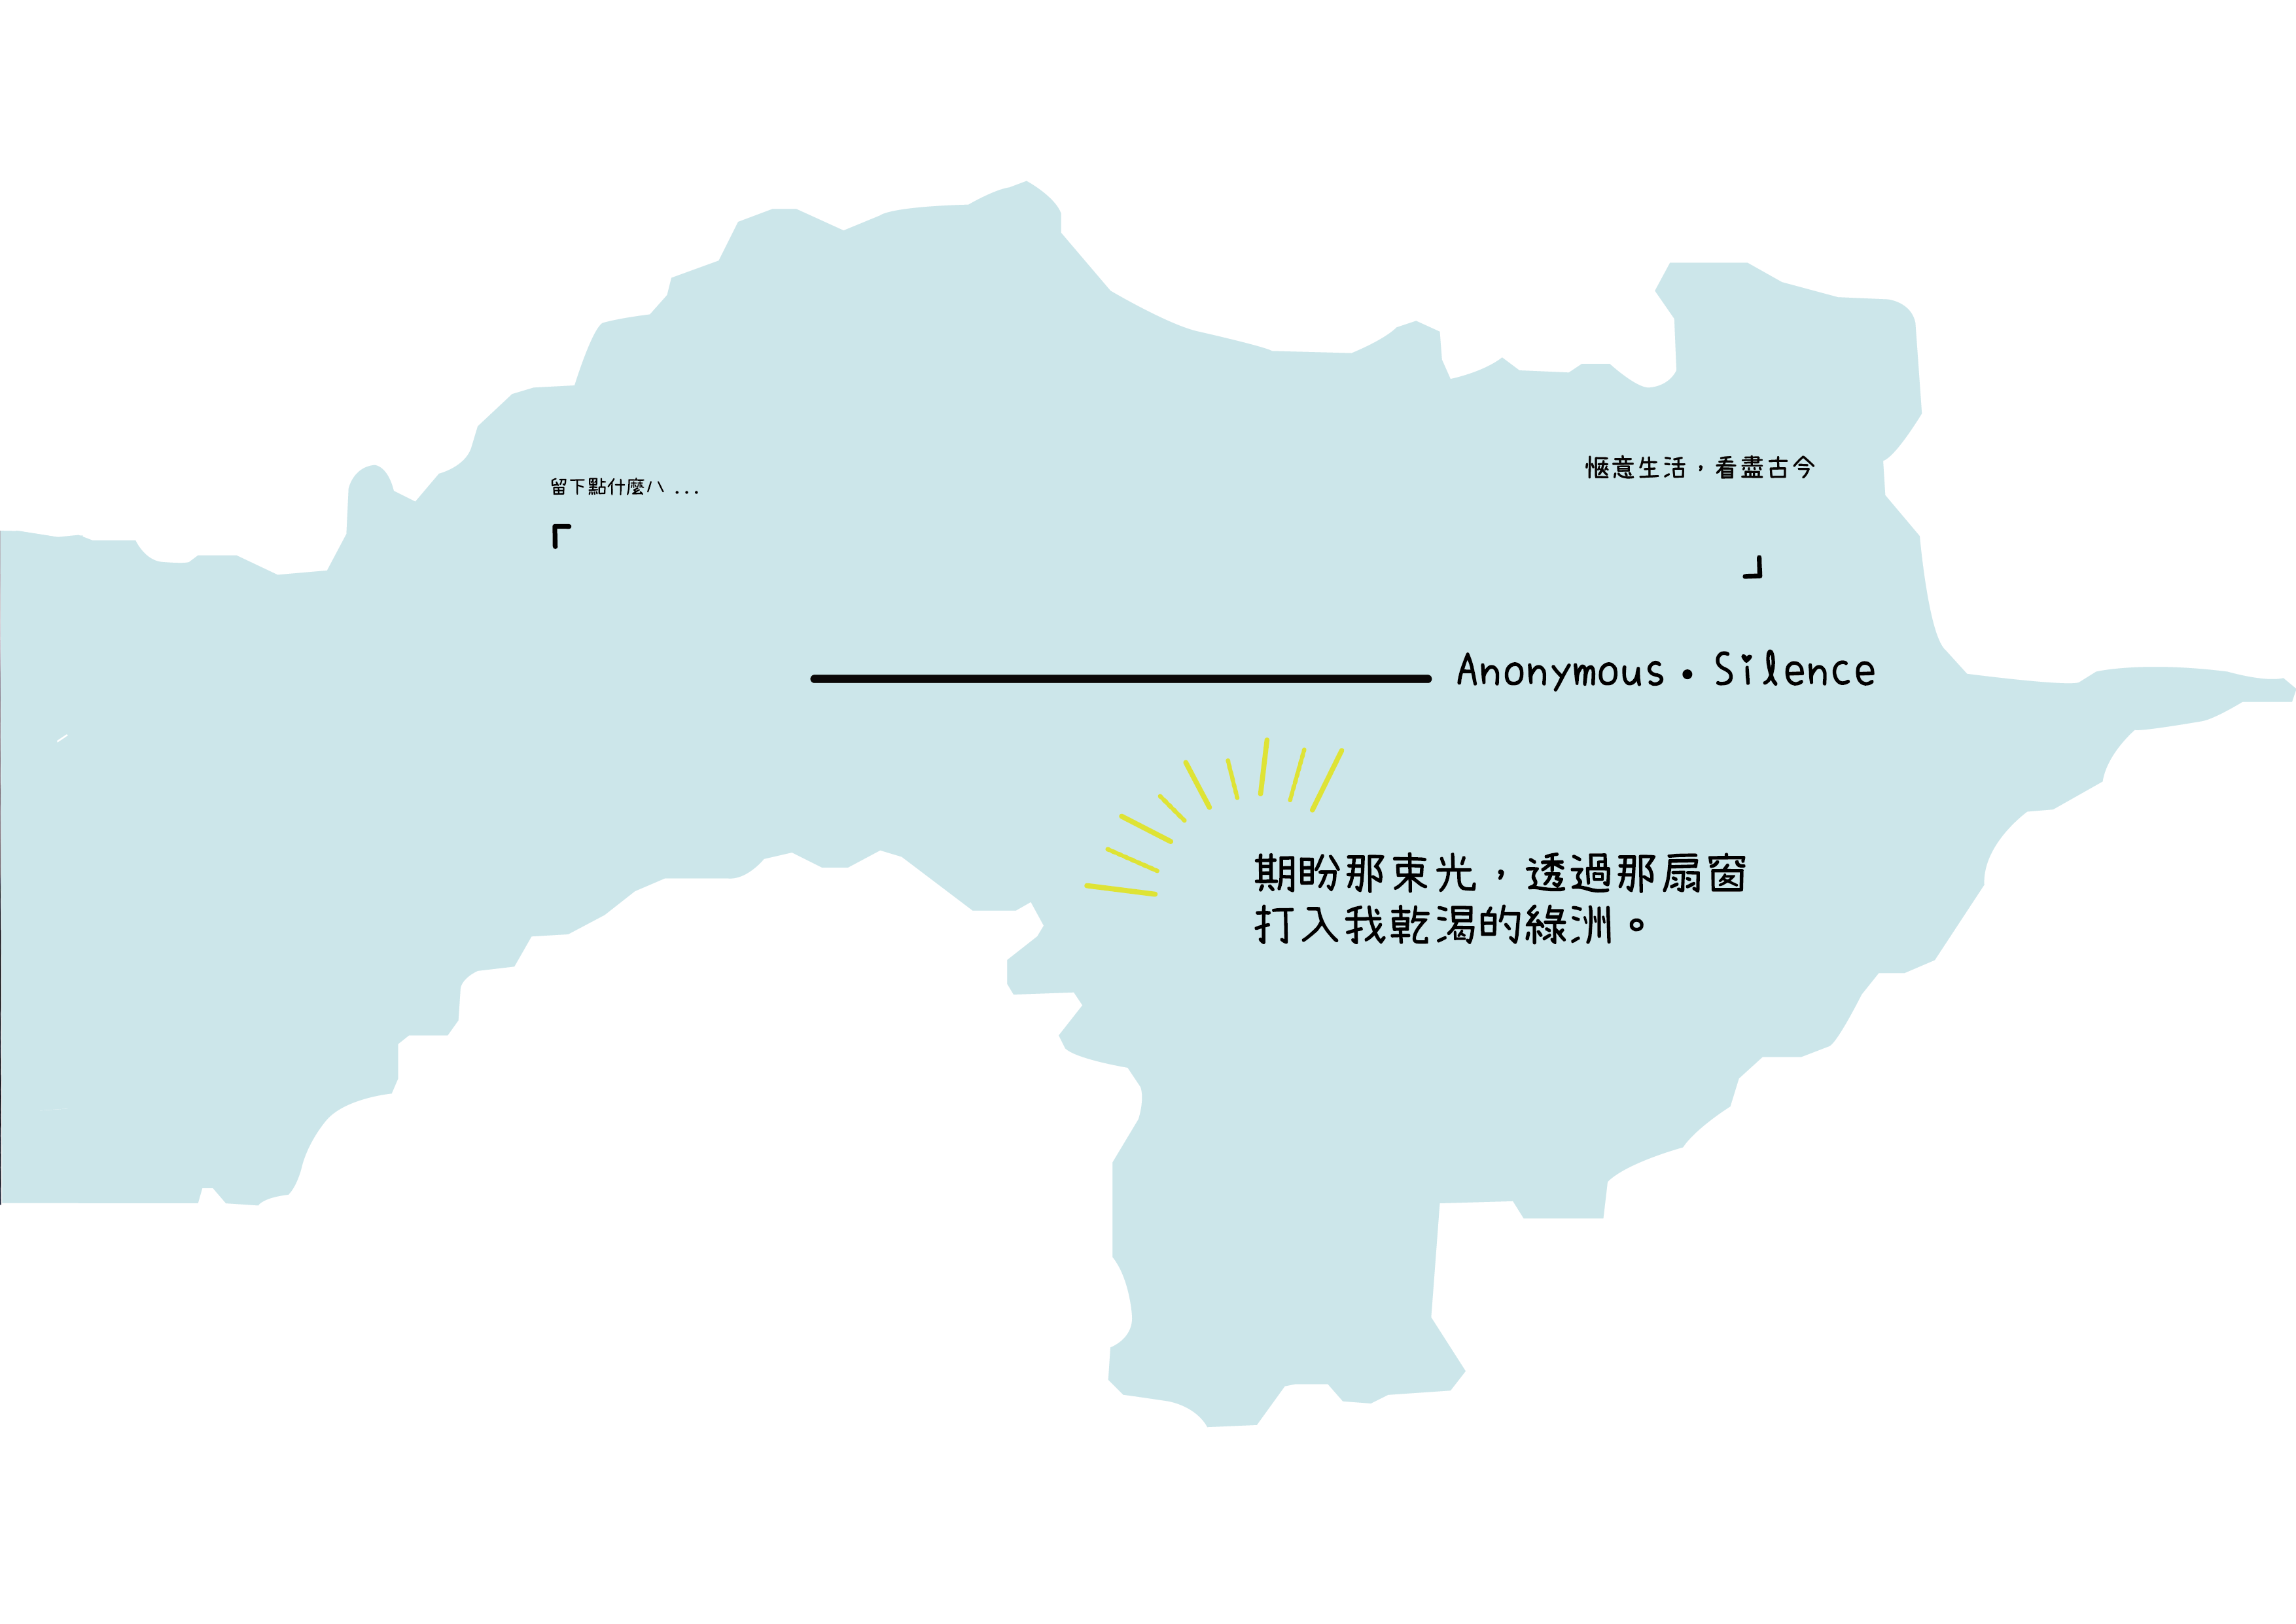 愜意生活，看盡古今
留下點什麼八 ...
「
」
Anonymous • Silence
期盼那束光，透過那扇窗
打入我乾涸的綠洲。